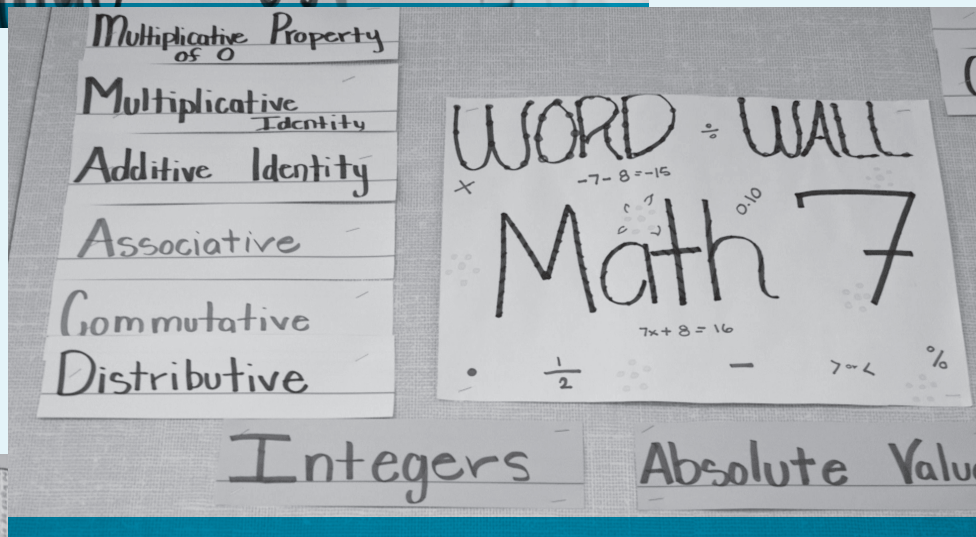 Multiplicative Property
of 0
Multiplicative
Identity
Additive Identity
Associative
Commutative
Distributive
WORD ÷ WALL
× -7-8=-15
0.10
Math 7
7x+8=16
• 1/2 − > or < %
Integers
Absolute